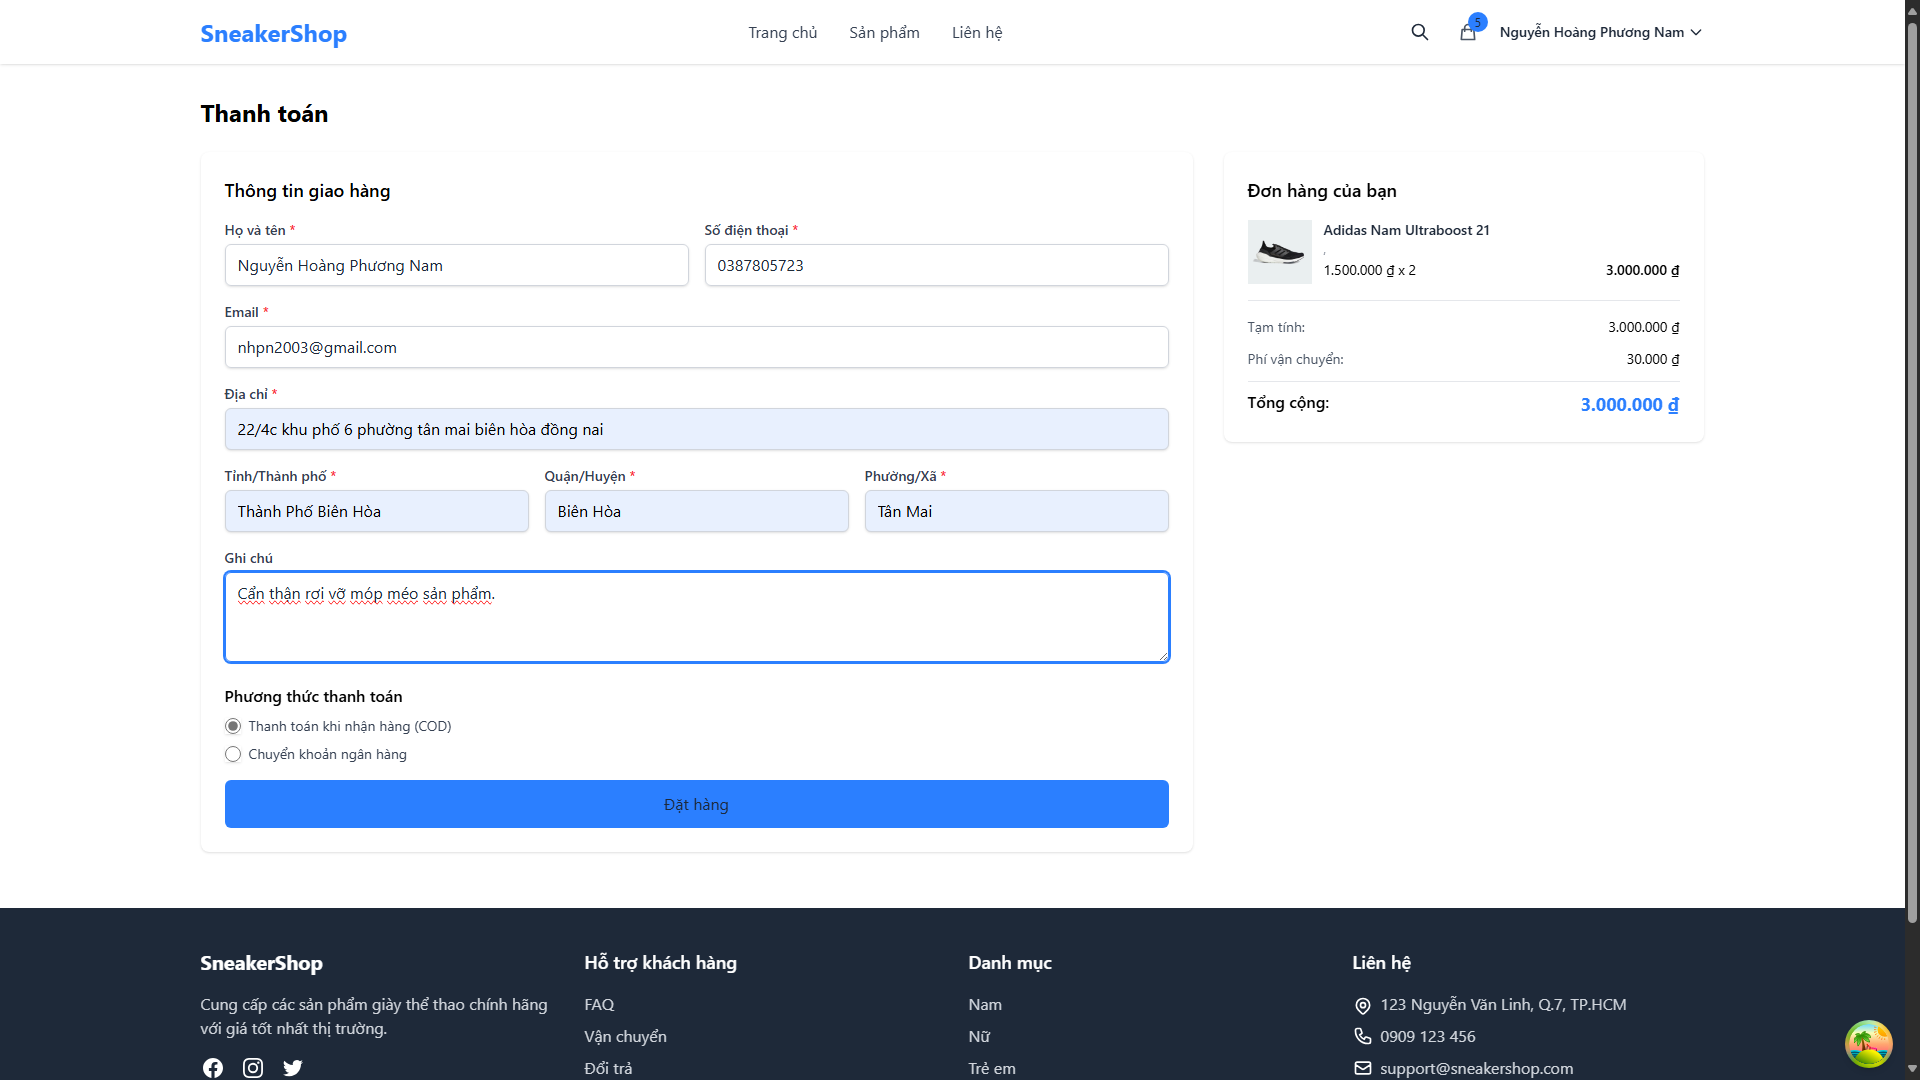 SneakerShop
Trang chủ
Sản phẩm
Liên hệ
5
Nguyễn Hoàng Phương Nam
Thanh toán
Thông tin giao hàng
Họ và tên *
Số điện thoại *
Nguyễn Hoàng Phương Nam
0387805723
Email *
nhpn2003@gmail.com
Địa chỉ *
22/4c khu phố 6 phường tân mai biên hòa đồng nai
Tỉnh/Thành phố *
Quận/Huyện *
Phường/Xã *
Thành Phố Biên Hòa
Biên Hòa
Tân Mai
Ghi chú
Cẩn thận rơi vỡ móp méo sản phẩm.
Phương thức thanh toán
Thanh toán khi nhận hàng (COD)
Chuyển khoản ngân hàng
Đặt hàng
Đơn hàng của bạn
Adidas Nam Ultraboost 21
,
1.500.000 ₫ x 2
3.000.000 ₫
Tạm tính:
3.000.000 ₫
Phí vận chuyển:
30.000 ₫
Tổng cộng:
3.000.000 ₫
SneakerShop
Cung cấp các sản phẩm giày thể thao chính hãng
với giá tốt nhất thị trường.
Hỗ trợ khách hàng
FAQ
Vận chuyển
Đổi trả
Danh mục
Nam
Nữ
Trẻ em
Liên hệ
123 Nguyễn Văn Linh, Q.7, TP.HCM
0909 123 456
support@sneakershop.com